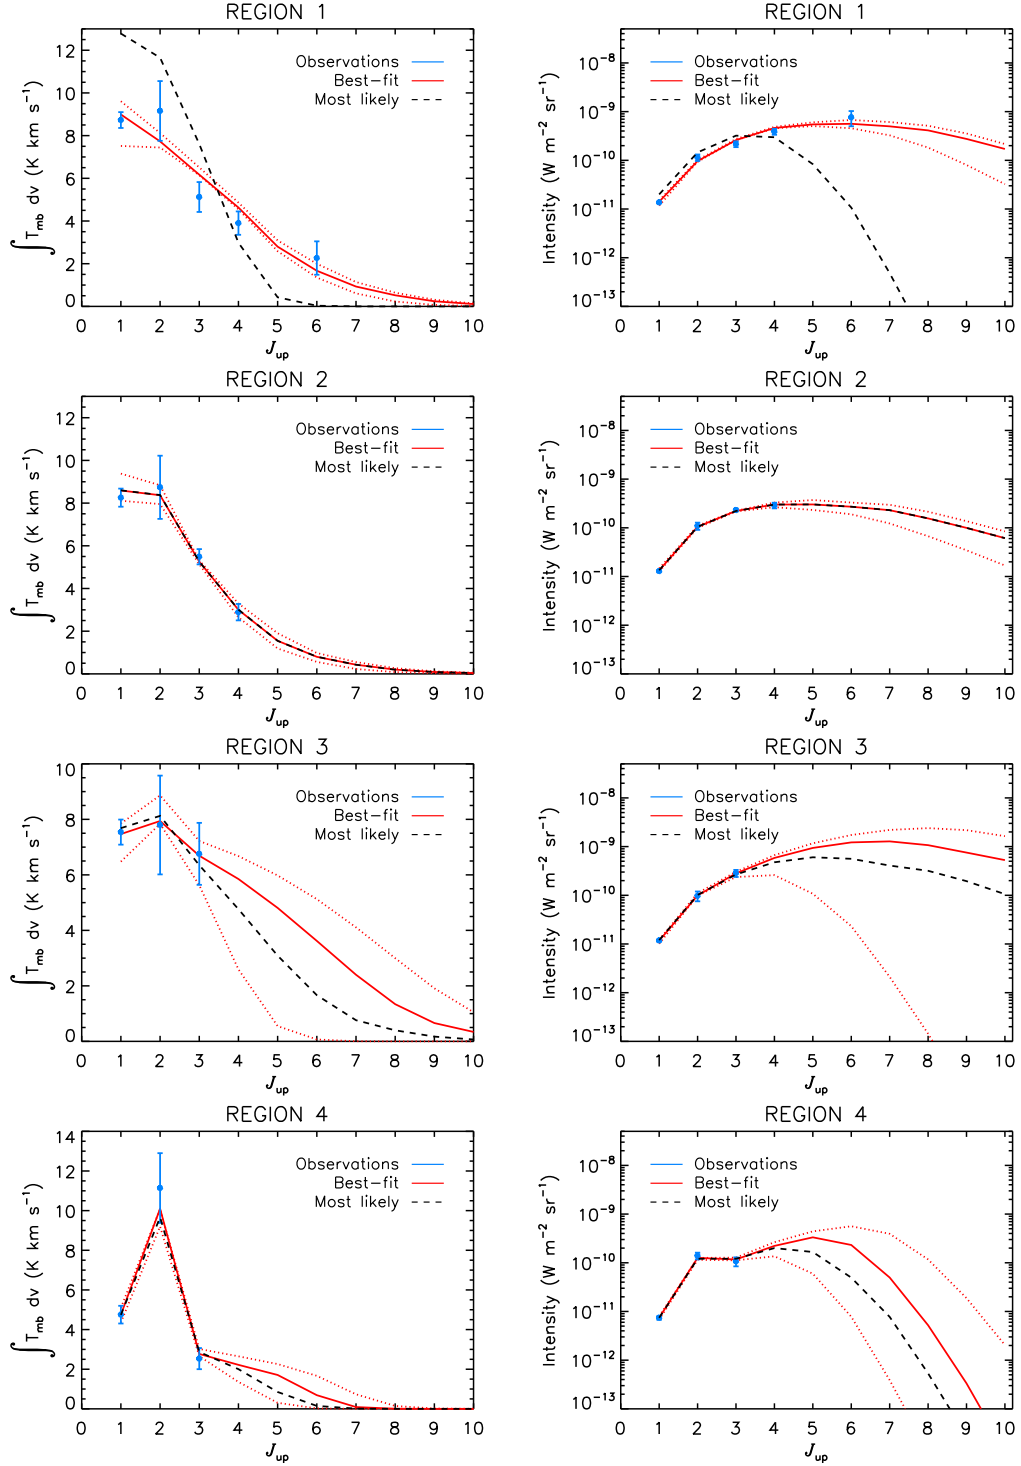 REGION 1
∫ T_mb dv (K km s⁻¹)
12
10
8
6
4
2
0
Observations
Best-fit
Most likely
0 1 2 3 4 5 6 7 8 9 10
J_up
REGION 1
Intensity (W m⁻² sr⁻¹)
10⁻⁸
10⁻⁹
10⁻¹⁰
10⁻¹¹
10⁻¹²
10⁻¹³
Observations
Best-fit
Most likely
0 1 2 3 4 5 6 7 8 9 10
J_up
REGION 2
∫ T_mb dv (K km s⁻¹)
12
10
8
6
4
2
0
Observations
Best-fit
Most likely
0 1 2 3 4 5 6 7 8 9 10
J_up
REGION 2
Intensity (W m⁻² sr⁻¹)
10⁻⁸
10⁻⁹
10⁻¹⁰
10⁻¹¹
10⁻¹²
10⁻¹³
Observations
Best-fit
Most likely
0 1 2 3 4 5 6 7 8 9 10
J_up
REGION 3
∫ T_mb dv (K km s⁻¹)
10
8
6
4
2
0
Observations
Best-fit
Most likely
0 1 2 3 4 5 6 7 8 9 10
J_up
REGION 3
Intensity (W m⁻² sr⁻¹)
10⁻⁸
10⁻⁹
10⁻¹⁰
10⁻¹¹
10⁻¹²
10⁻¹³
Observations
Best-fit
Most likely
0 1 2 3 4 5 6 7 8 9 10
J_up
REGION 4
∫ T_mb dv (K km s⁻¹)
14
12
10
8
6
4
2
0
Observations
Best-fit
Most likely
0 1 2 3 4 5 6 7 8 9 10
J_up
REGION 4
Intensity (W m⁻² sr⁻¹)
10⁻⁸
10⁻⁹
10⁻¹⁰
10⁻¹¹
10⁻¹²
10⁻¹³
Observations
Best-fit
Most likely
0 1 2 3 4 5 6 7 8 9 10
J_up